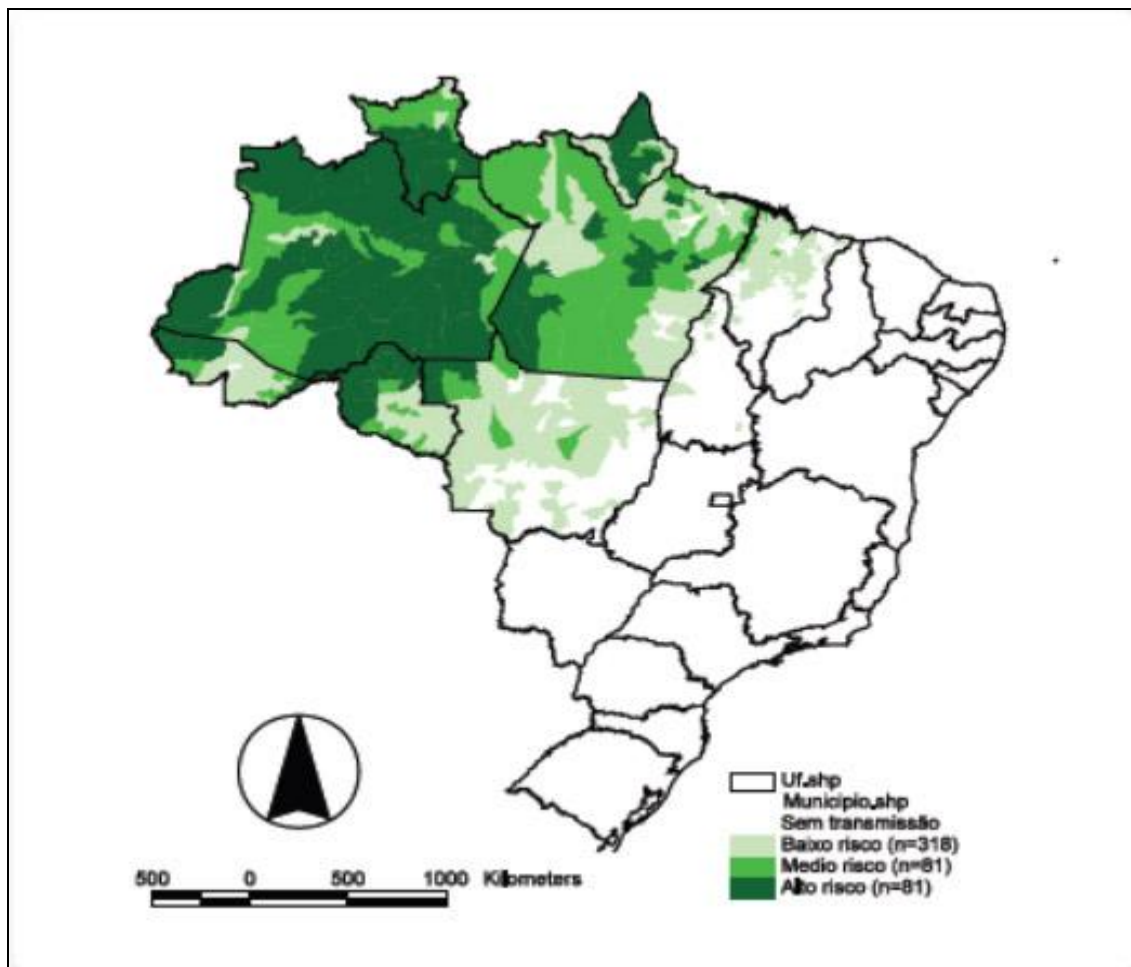 Uf.shp
Municipio.shp
Sem transmissão
Baixo risco (n=318)
Medio risco (n=81)
Alto risco (n=81)
500 0 500 1000 Kilometers